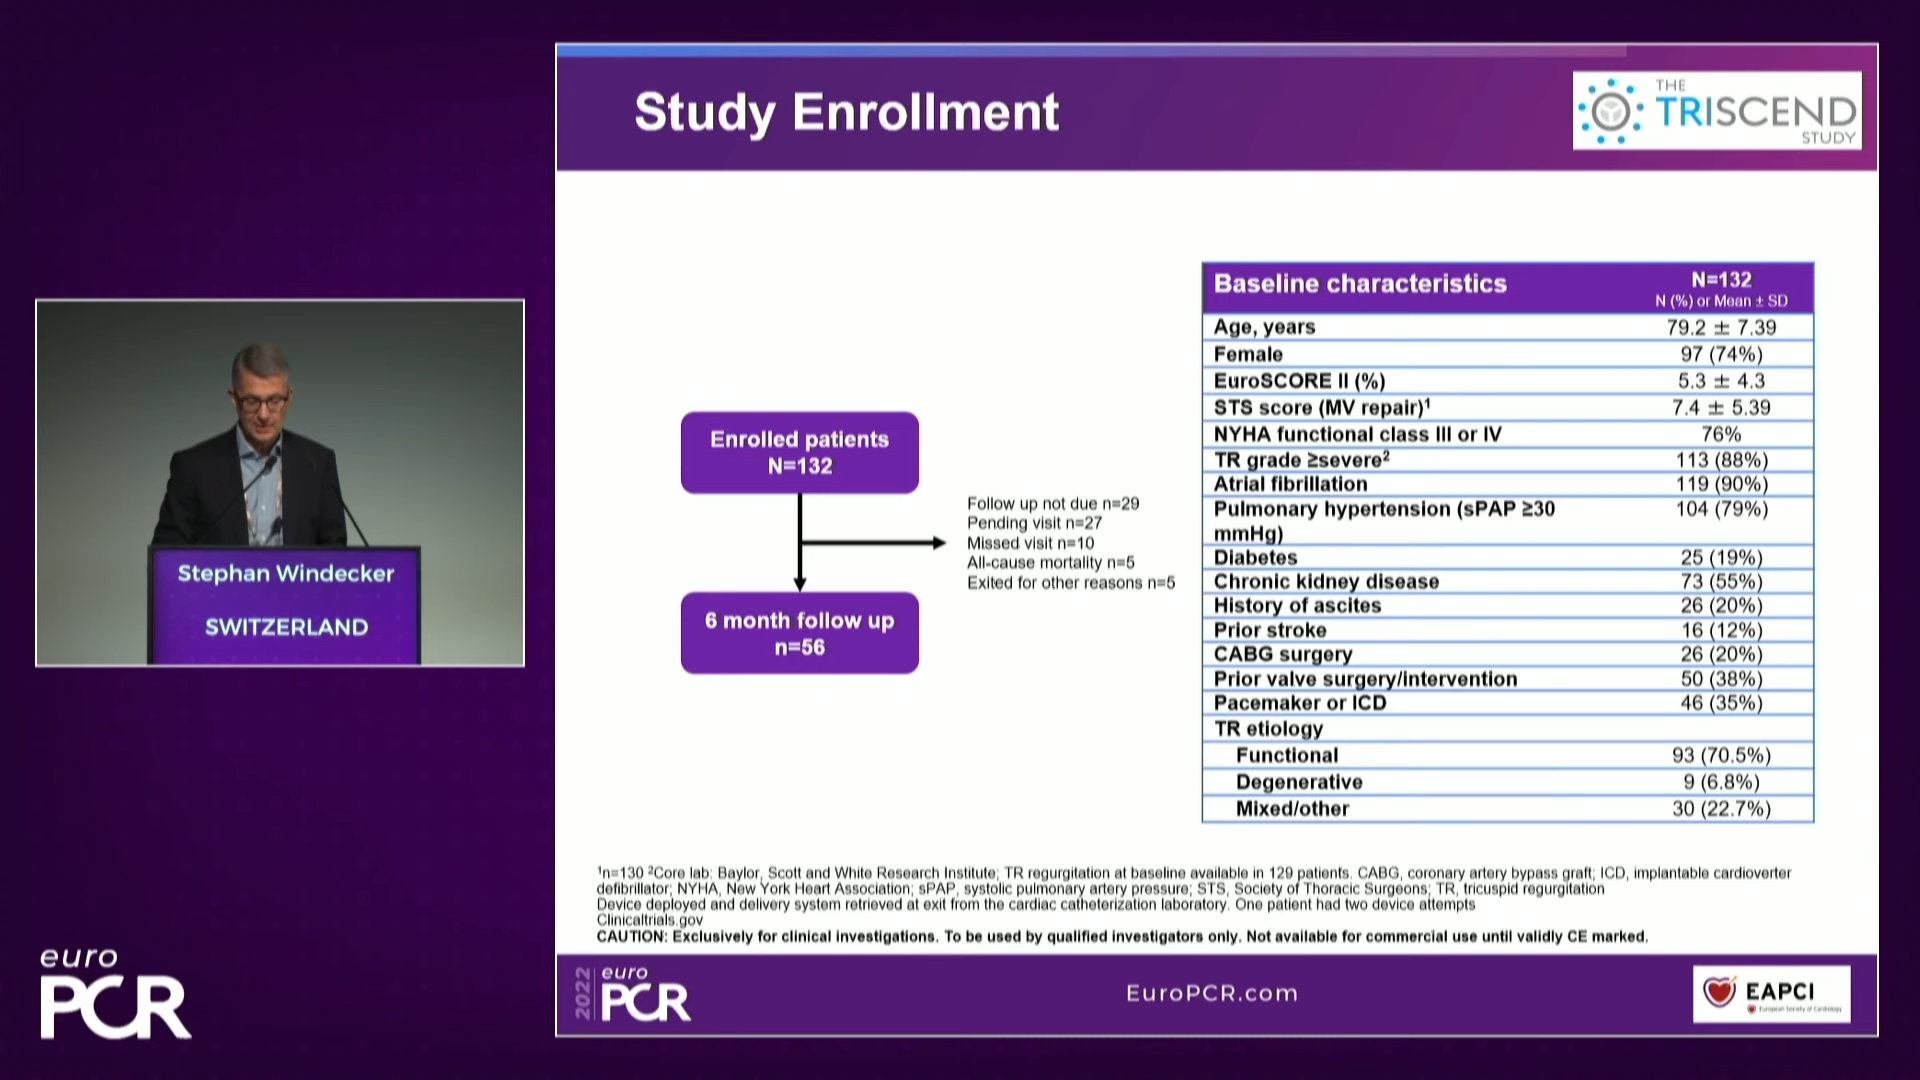 Study Enrollment
THE
TRISCEND
STUDY
Baseline characteristics N=132
N (%) or Mean ± SD
Age, years 79.2 ± 7.39
Female 97 (74%)
EuroSCORE II (%) 5.3 ± 4.3
STS score (MV repair)¹ 7.4 ± 5.39
NYHA functional class III or IV 76%
TR grade ≥severe² 113 (88%)
Atrial fibrillation 119 (90%)
Pulmonary hypertension (sPAP ≥30 104 (79%)
mmHg)
Diabetes 25 (19%)
Chronic kidney disease 73 (55%)
History of ascites 26 (20%)
Prior stroke 16 (12%)
CABG surgery 26 (20%)
Prior valve surgery/intervention 50 (38%)
Pacemaker or ICD 46 (35%)
TR etiology
Functional 93 (70.5%)
Degenerative 9 (6.8%)
Mixed/other 30 (22.7%)
Enrolled patients
N=132
Follow up not due n=29
Pending visit n=27
Missed visit n=10
All-cause mortality n=5
Exited for other reasons n=5
6 month follow up
n=56
Stephan Windecker
SWITZERLAND
¹n=130 ²Core lab: Baylor, Scott and White Research Institute; TR regurgitation at baseline available in 129 patients. CABG, coronary artery bypass graft; ICD, implantable cardioverter
defibrillator; NYHA, New York Heart Association; sPAP, systolic pulmonary artery pressure; STS, Society of Thoracic Surgeons; TR, tricuspid regurgitation
Device deployed and delivery system retrieved at exit from the cardiac catheterization laboratory. One patient had two device attempts
Clinicaltrials.gov
CAUTION: Exclusively for clinical investigations. To be used by qualified investigators only. Not available for commercial use until validly CE marked.
euro
PCR
2022
euro
PCR
EuroPCR.com
EAPCI
European Society of Cardiology